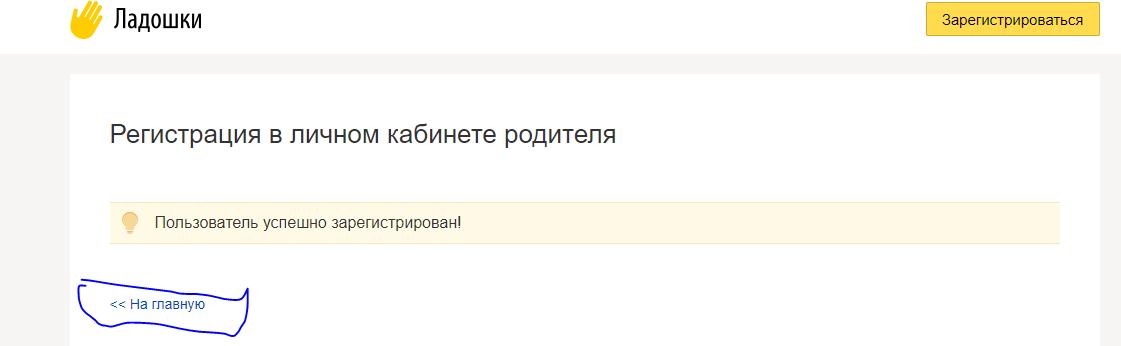 Ладошки
Зарегистрироваться
Регистрация в личном кабинете родителя
Пользователь успешно зарегистрирован!
<< На главную